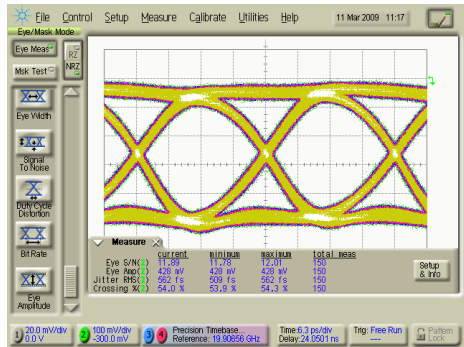 File Control Setup Measure Calibrate Utilities Help 11 Mar 2009 11:17
Eye/Mask Mode
Eye Meas
RZ
NRZ
Msk Test
Eye Width
Signal
To Noise
Duty Cycle
Distortion
Bit Rate
Eye
Amplitude
Measure
current minimum maximum total meas
Eye S/N(2) 11.89 11.78 12.01 150
Eye Amp(2) 428 mV 428 mV 428 mV 150
Jitter RMS(2) 562 fs 509 fs 562 fs 150
Crossing %(2) 54.0 % 53.9 % 54.3 % 150
Setup
& Info
1) 20.0 mV/div
0.0 V
2) 100 mV/div
-300.0 mV
3) 4) Precision Timebase...
Reference: 19.90656 GHz
Time:6.3 ps/div
Delay:24.0501 ns
Trig: Free Run
---
Pattern
Lock